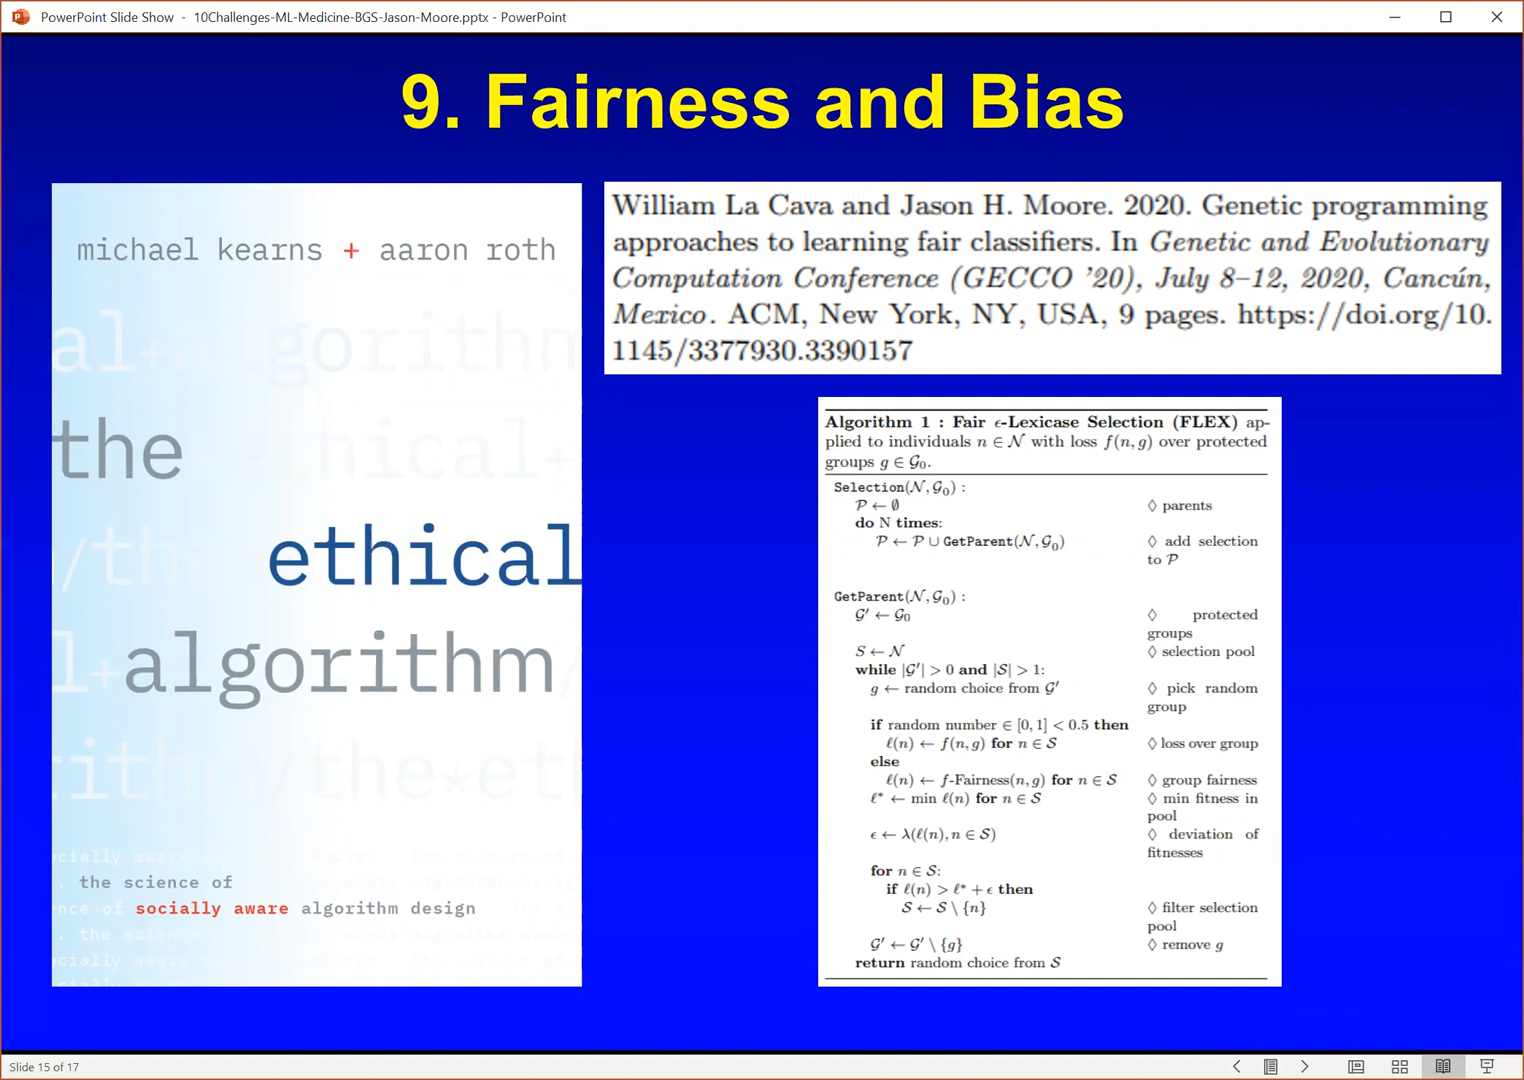 PowerPoint Slide Show - 10Challenges-ML-Medicine-BGS-Jason-Moore.pptx - PowerPoint
9. Fairness and Bias
michael kearns + aaron roth
al+algorithm
the ethical+
/the ethical
l+algorithm/
rithm/the*et
the science of
socially aware algorithm design
William La Cava and Jason H. Moore. 2020. Genetic programming
approaches to learning fair classifiers. In Genetic and Evolutionary
Computation Conference (GECCO '20), July 8–12, 2020, Cancún,
Mexico. ACM, New York, NY, USA, 9 pages. https://doi.org/10.
1145/3377930.3390157
Algorithm 1 : Fair ϵ-Lexicase Selection (FLEX) ap-
plied to individuals n ∈ 𝒩 with loss f(n, g) over protected
groups g ∈ 𝒢₀.
Selection(𝒩, 𝒢₀) :
𝒫 ← ∅ ◊ parents
do N times:
𝒫 ← 𝒫 ∪ GetParent(𝒩, 𝒢₀) ◊ add selection
to 𝒫
GetParent(𝒩, 𝒢₀) :
𝒢′ ← 𝒢₀ ◊ protected
groups
𝒮 ← 𝒩 ◊ selection pool
while |𝒢′| > 0 and |𝒮| > 1:
g ← random choice from 𝒢′ ◊ pick random
group
if random number ∈ [0, 1] < 0.5 then
ℓ(n) ← f(n, g) for n ∈ 𝒮 ◊ loss over group
else
ℓ(n) ← f-Fairness(n, g) for n ∈ 𝒮 ◊ group fairness
ℓ* ← min ℓ(n) for n ∈ 𝒮 ◊ min fitness in
pool
ϵ ← λ(ℓ(n), n ∈ 𝒮) ◊ deviation of
fitnesses
for n ∈ 𝒮:
if ℓ(n) > ℓ* + ϵ then
𝒮 ← 𝒮 \ {n} ◊ filter selection
pool
𝒢′ ← 𝒢′ \ {g} ◊ remove g
return random choice from 𝒮
Slide 15 of 17